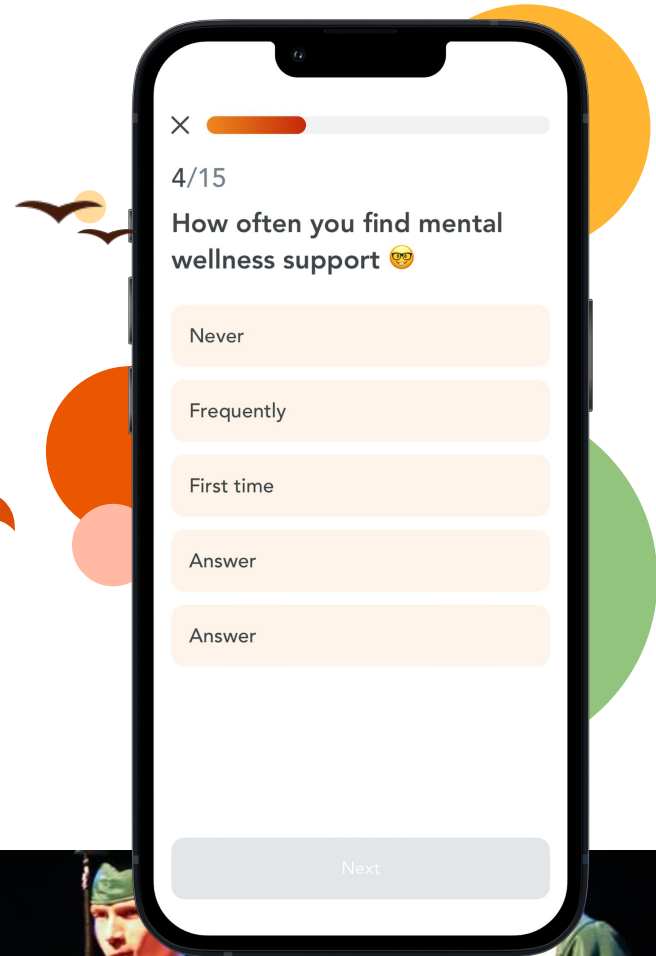 4/15
How often you find mental
wellness support 🤓
Never
Frequently
First time
Answer
Answer
Next